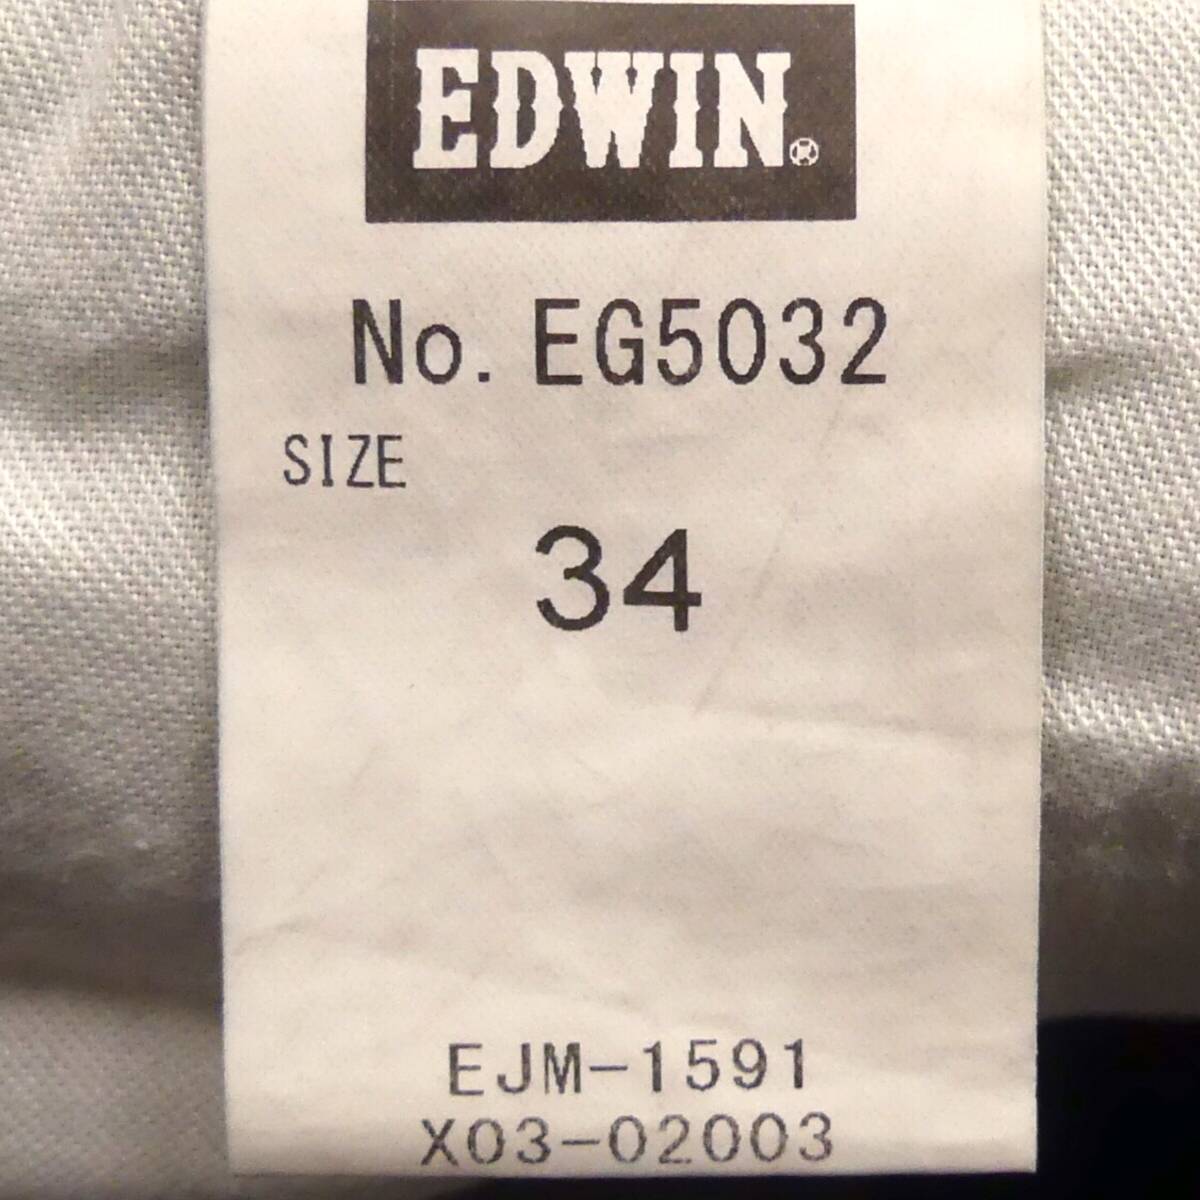 EDWIN®
No. EG5032
SIZE
34
EJM-1591
X03-02003